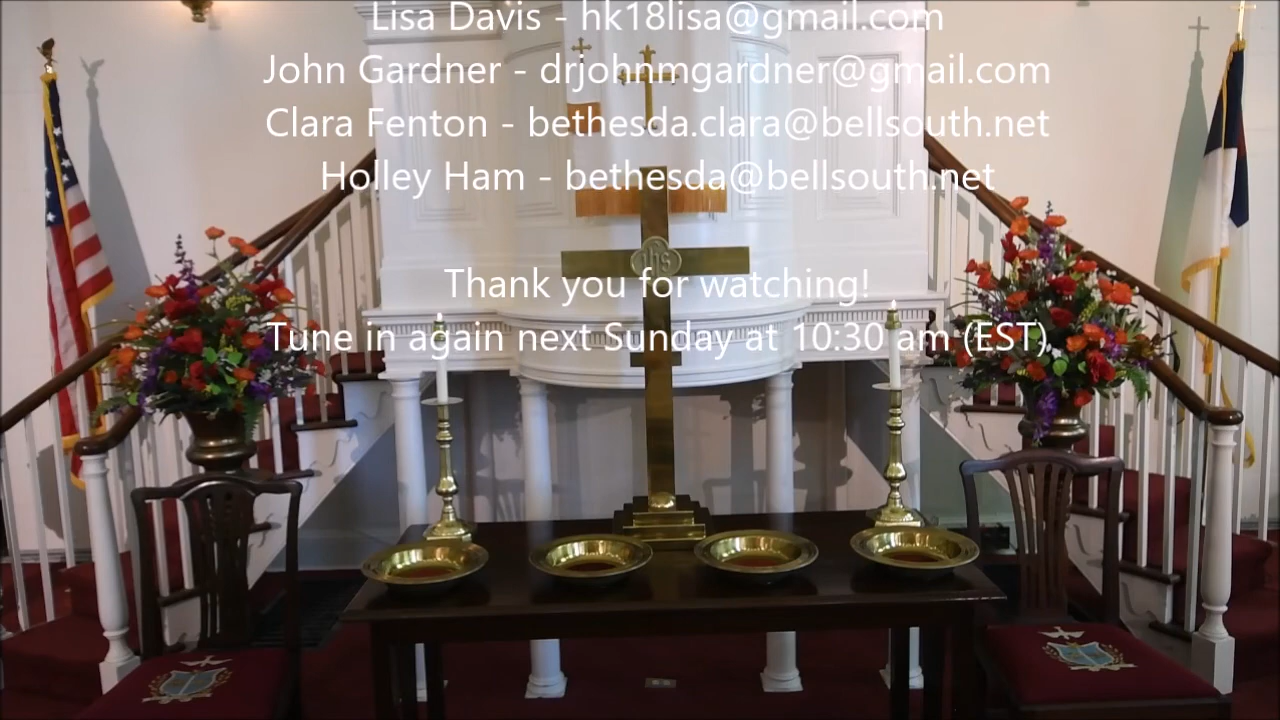 Lisa Davis - hk18lisa@gmail.com
John Gardner - drjohnmgardner@gmail.com
Clara Fenton - bethesda.clara@bellsouth.net
Holley Ham - bethesda@bellsouth.net
ihs
Thank you for watching!
Tune in again next Sunday at 10:30 am (EST)